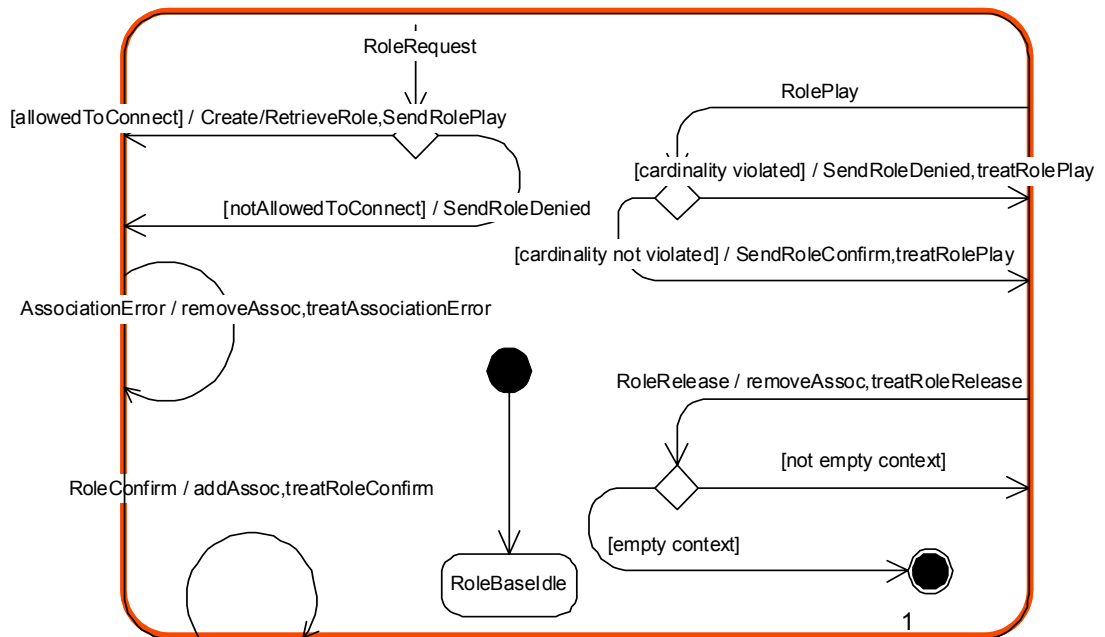 RoleRequest
RolePlay
[allowedToConnect] / Create/RetrieveRole,SendRolePlay
[cardinality violated] / SendRoleDenied,treatRolePlay
[notAllowedToConnect] / SendRoleDenied
[cardinality not violated] / SendRoleConfirm,treatRolePlay
AssociationError / removeAssoc,treatAssociationError
RoleRelease / removeAssoc,treatRoleRelease
[not empty context]
RoleConfirm / addAssoc,treatRoleConfirm
[empty context]
RoleBaseIdle
1